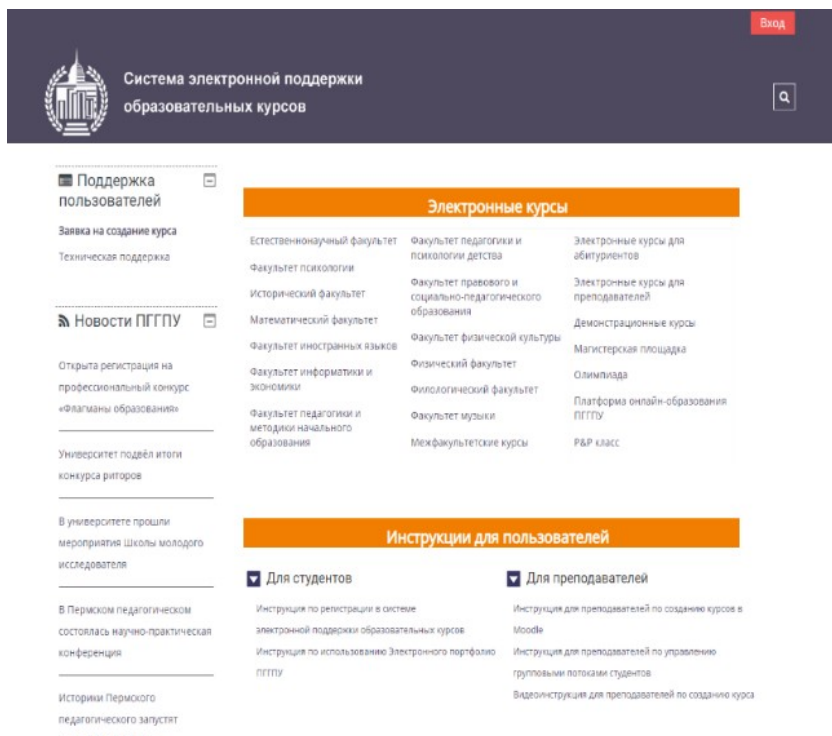 Вход
Система электронной поддержки
образовательных курсов
Поддержка
пользователей
Заявка на создание курса
Техническая поддержка
Новости ПГГПУ
Открыта регистрация на
профессиональный конкурс
«Флагманы образования»
Университет подвёл итоги
конкурса риторов
В университете прошли
мероприятия Школы молодого
исследователя
В Пермском педагогическом
состоялась научно-практическая
конференция
Историки Пермского
педагогического запустят
Электронные курсы
Естественнонаучный факультет
Факультет психологии
Исторический факультет
Математический факультет
Факультет иностранных языков
Факультет информатики и
экономики
Факультет педагогики и
методики начального
образования
Факультет педагогики и
психологии детства
Факультет правового и
социально-педагогического
образования
Факультет физической культуры
Физический факультет
Филологический факультет
Факультет музыки
Межфакультетские курсы
Электронные курсы для
абитуриентов
Электронные курсы для
преподавателей
Демонстрационные курсы
Магистерская площадка
Олимпиада
Платформа онлайн-образования
ПГГПУ
P&P класс
Инструкции для пользователей
Для студентов
Инструкция по регистрации в системе
электронной поддержки образовательных курсов
Инструкция по использованию Электронного портфолио
ПГГПУ
Для преподавателей
Инструкция для преподавателей по созданию курсов в
Moodle
Инструкция для преподавателей по управлению
групповыми потоками студентов
Видеоинструкция для преподавателей по созданию курса